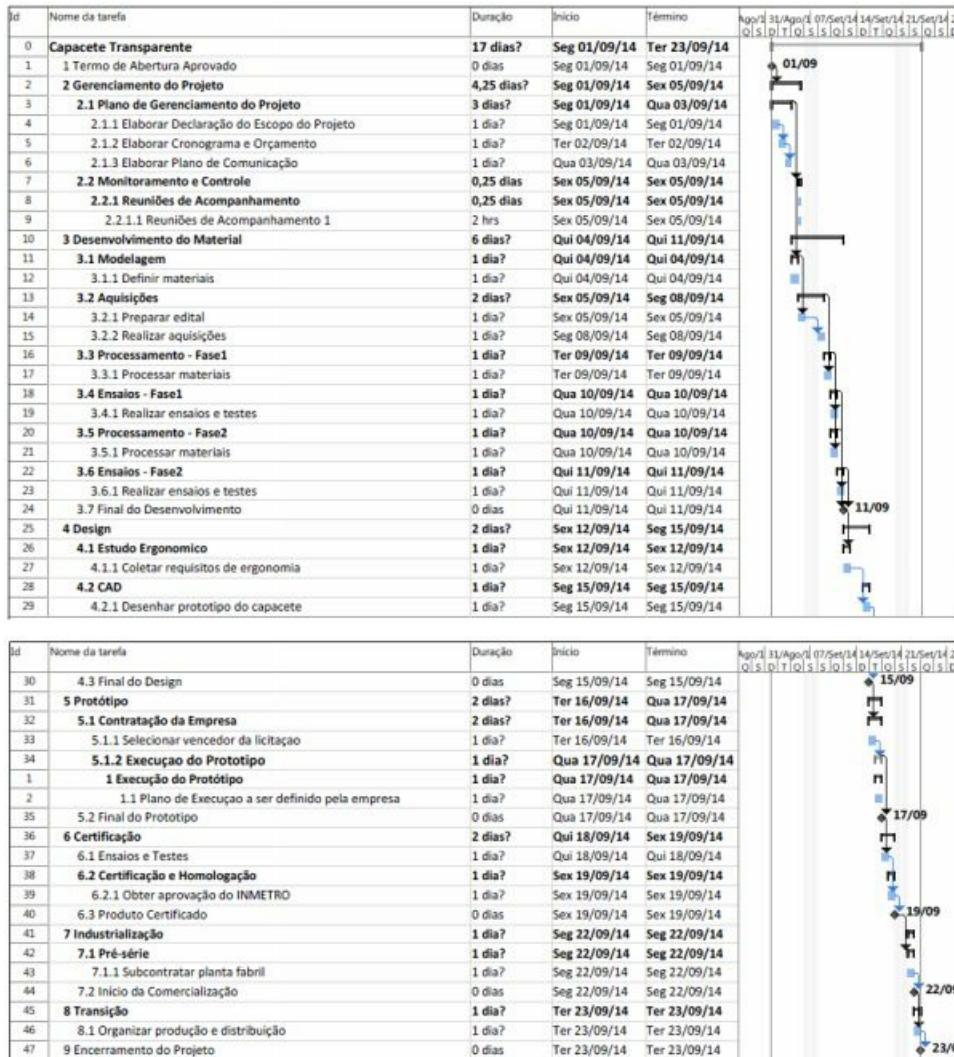 Id Nome da tarefa Duração Início Término Ago/1 31/Ago/1 07/Set/14 14/Set/14 21/Set/14
0 Capacete Transparente 17 dias? Seg 01/09/14 Ter 23/09/14
1 1 Termo de Abertura Aprovado 0 dias Seg 01/09/14 Seg 01/09/14 01/09
2 2 Gerenciamento do Projeto 4,25 dias? Seg 01/09/14 Sex 05/09/14
3 2.1 Plano de Gerenciamento do Projeto 3 dias? Seg 01/09/14 Qua 03/09/14
4 2.1.1 Elaborar Declaração do Escopo do Projeto 1 dia? Seg 01/09/14 Seg 01/09/14
5 2.1.2 Elaborar Cronograma e Orçamento 1 dia? Ter 02/09/14 Ter 02/09/14
6 2.1.3 Elaborar Plano de Comunicação 1 dia? Qua 03/09/14 Qua 03/09/14
7 2.2 Monitoramento e Controle 0,25 dias Sex 05/09/14 Sex 05/09/14
8 2.2.1 Reuniões de Acompanhamento 0,25 dias Sex 05/09/14 Sex 05/09/14
9 2.2.1.1 Reuniões de Acompanhamento 1 2 hrs Sex 05/09/14 Sex 05/09/14
10 3 Desenvolvimento do Material 6 dias? Qui 04/09/14 Qui 11/09/14
11 3.1 Modelagem 1 dia? Qui 04/09/14 Qui 04/09/14
12 3.1.1 Definir materiais 1 dia? Qui 04/09/14 Qui 04/09/14
13 3.2 Aquisições 2 dias? Sex 05/09/14 Seg 08/09/14
14 3.2.1 Preparar edital 1 dia? Sex 05/09/14 Sex 05/09/14
15 3.2.2 Realizar aquisições 1 dia? Seg 08/09/14 Seg 08/09/14
16 3.3 Processamento - Fase1 1 dia? Ter 09/09/14 Ter 09/09/14
17 3.3.1 Processar materiais 1 dia? Ter 09/09/14 Ter 09/09/14
18 3.4 Ensaios - Fase1 1 dia? Qua 10/09/14 Qua 10/09/14
19 3.4.1 Realizar ensaios e testes 1 dia? Qua 10/09/14 Qua 10/09/14
20 3.5 Processamento - Fase2 1 dia? Qua 10/09/14 Qua 10/09/14
21 3.5.1 Processar materiais 1 dia? Qua 10/09/14 Qua 10/09/14
22 3.6 Ensaios - Fase2 1 dia? Qui 11/09/14 Qui 11/09/14
23 3.6.1 Realizar ensaios e testes 1 dia? Qui 11/09/14 Qui 11/09/14
24 3.7 Final do Desenvolvimento 0 dias Qui 11/09/14 Qui 11/09/14 11/09
25 4 Design 2 dias? Sex 12/09/14 Seg 15/09/14
26 4.1 Estudo Ergonomico 1 dia? Sex 12/09/14 Sex 12/09/14
27 4.1.1 Coletar requisitos de ergonomia 1 dia? Sex 12/09/14 Sex 12/09/14
28 4.2 CAD 1 dia? Seg 15/09/14 Seg 15/09/14
29 4.2.1 Desenhar prototipo do capacete 1 dia? Seg 15/09/14 Seg 15/09/14
Id Nome da tarefa Duração Início Término Ago/1 31/Ago/1 07/Set/14 14/Set/14 21/Set/14
30 4.3 Final do Design 0 dias Seg 15/09/14 Seg 15/09/14 15/09
31 5 Protótipo 2 dias? Ter 16/09/14 Qua 17/09/14
32 5.1 Contratação da Empresa 2 dias? Ter 16/09/14 Qua 17/09/14
33 5.1.1 Selecionar vencedor da licitaçao 1 dia? Ter 16/09/14 Ter 16/09/14
34 5.1.2 Execuçao do Prototipo 1 dia? Qua 17/09/14 Qua 17/09/14
1 1 Execução do Protótipo 1 dia? Qua 17/09/14 Qua 17/09/14
2 1.1 Plano de Execuçao a ser definido pela empresa 1 dia? Qua 17/09/14 Qua 17/09/14
35 5.2 Final do Prototipo 0 dias Qua 17/09/14 Qua 17/09/14 17/09
36 6 Certificação 2 dias? Qui 18/09/14 Sex 19/09/14
37 6.1 Ensaios e Testes 1 dia? Qui 18/09/14 Qui 18/09/14
38 6.2 Certificação e Homologação 1 dia? Sex 19/09/14 Sex 19/09/14
39 6.2.1 Obter aprovação do INMETRO 1 dia? Sex 19/09/14 Sex 19/09/14
40 6.3 Produto Certificado 0 dias Sex 19/09/14 Sex 19/09/14 19/09
41 7 Industrialização 1 dia? Seg 22/09/14 Seg 22/09/14
42 7.1 Pré-série 1 dia? Seg 22/09/14 Seg 22/09/14
43 7.1.1 Subcontratar planta fabril 1 dia? Seg 22/09/14 Seg 22/09/14
44 7.2 Início da Comercialização 0 dias Seg 22/09/14 Seg 22/09/14
45 8 Transição 1 dia? Ter 23/09/14 Ter 23/09/14
46 8.1 Organizar produção e distribuição 1 dia? Ter 23/09/14 Ter 23/09/14
47 9 Encerramento do Projeto 0 dias Ter 23/09/14 Ter 23/09/14